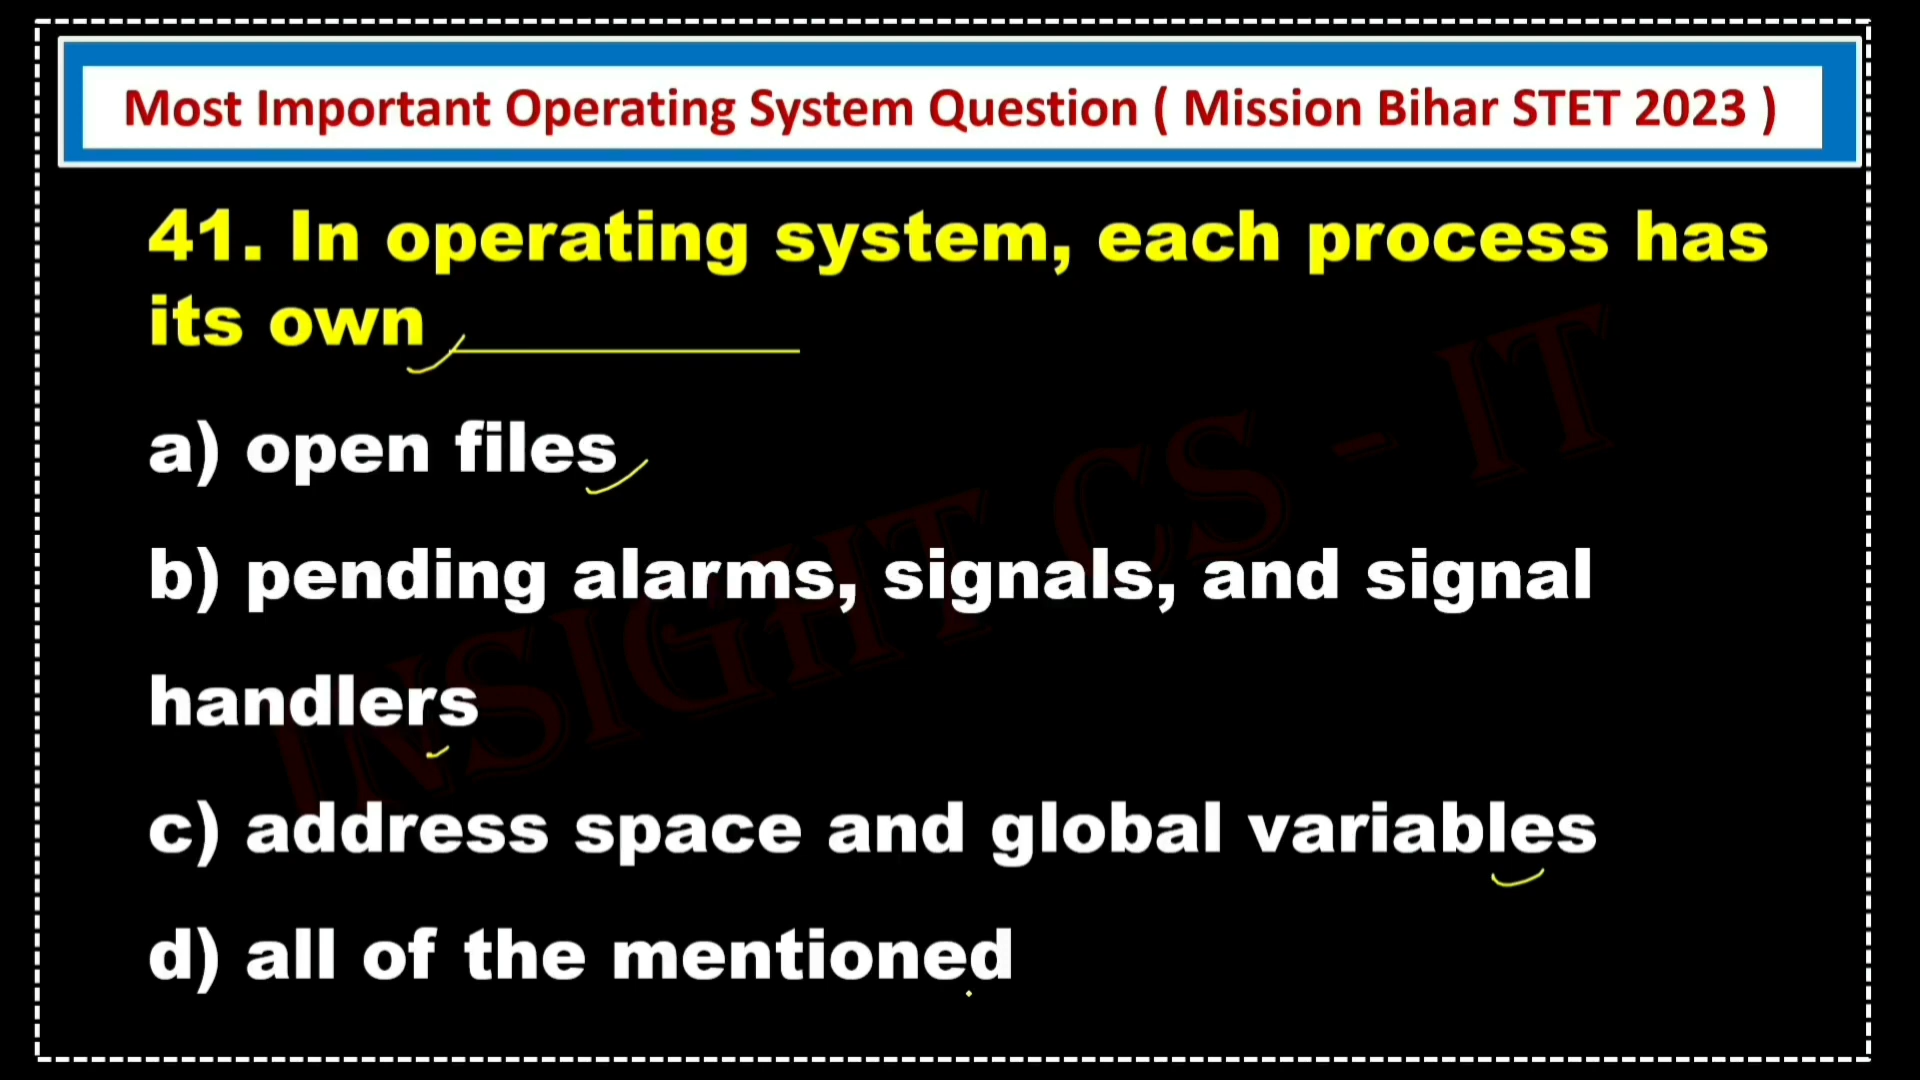 Most Important Operating System Question ( Mission Bihar STET 2023 )
41. In operating system, each process has
its own ____________
a) open files
b) pending alarms, signals, and signal
handlers
c) address space and global variables
d) all of the mentioned
INSIGHT CS - IT